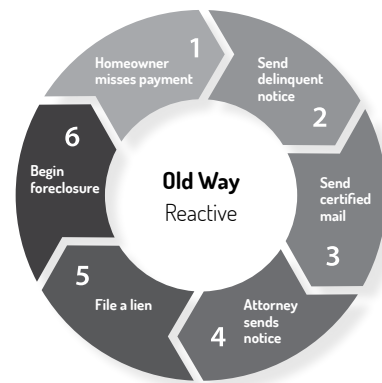 Old Way
Reactive
1
Homeowner
misses payment
Send
delinquent
notice
2
Send
certified
mail
3
Attorney
sends
notice
4
5
File a lien
6
Begin
foreclosure